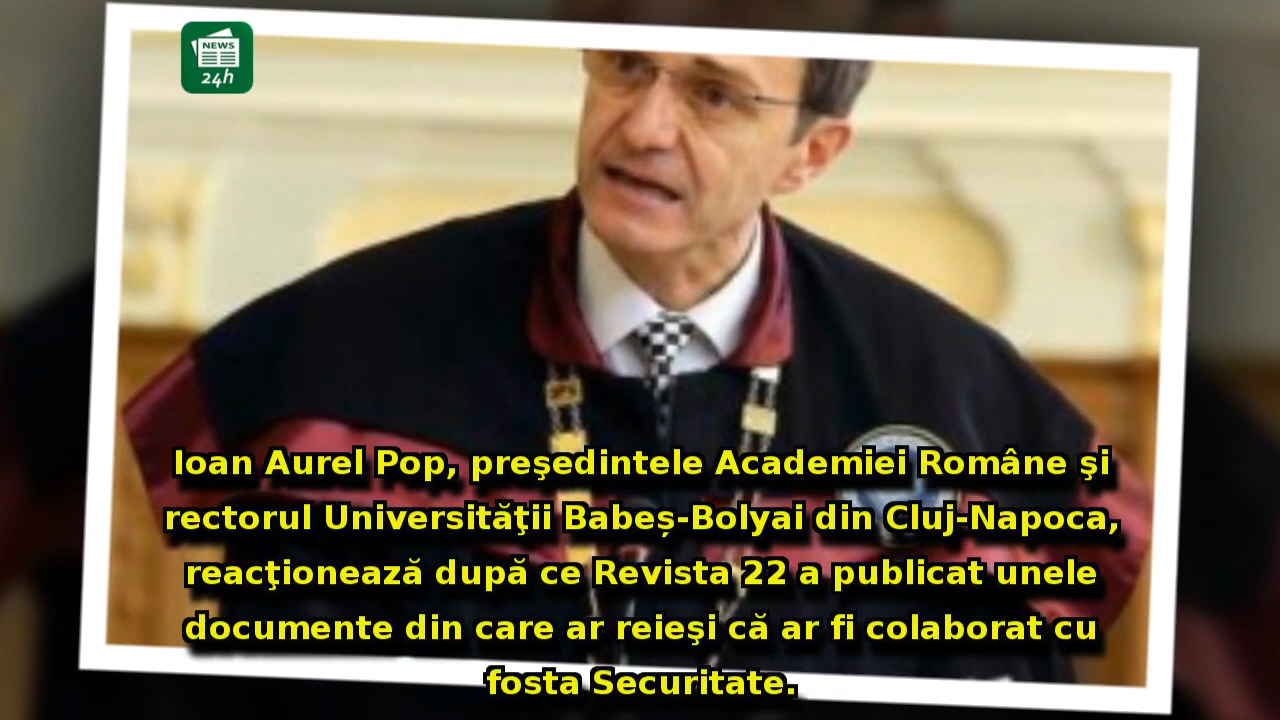 NEWS
24h
Ioan Aurel Pop, preşedintele Academiei Române şi
rectorul Universităţii Babeș-Bolyai din Cluj-Napoca,
reacţionează după ce Revista 22 a publicat unele
documente din care ar reieşi că ar fi colaborat cu
fosta Securitate.